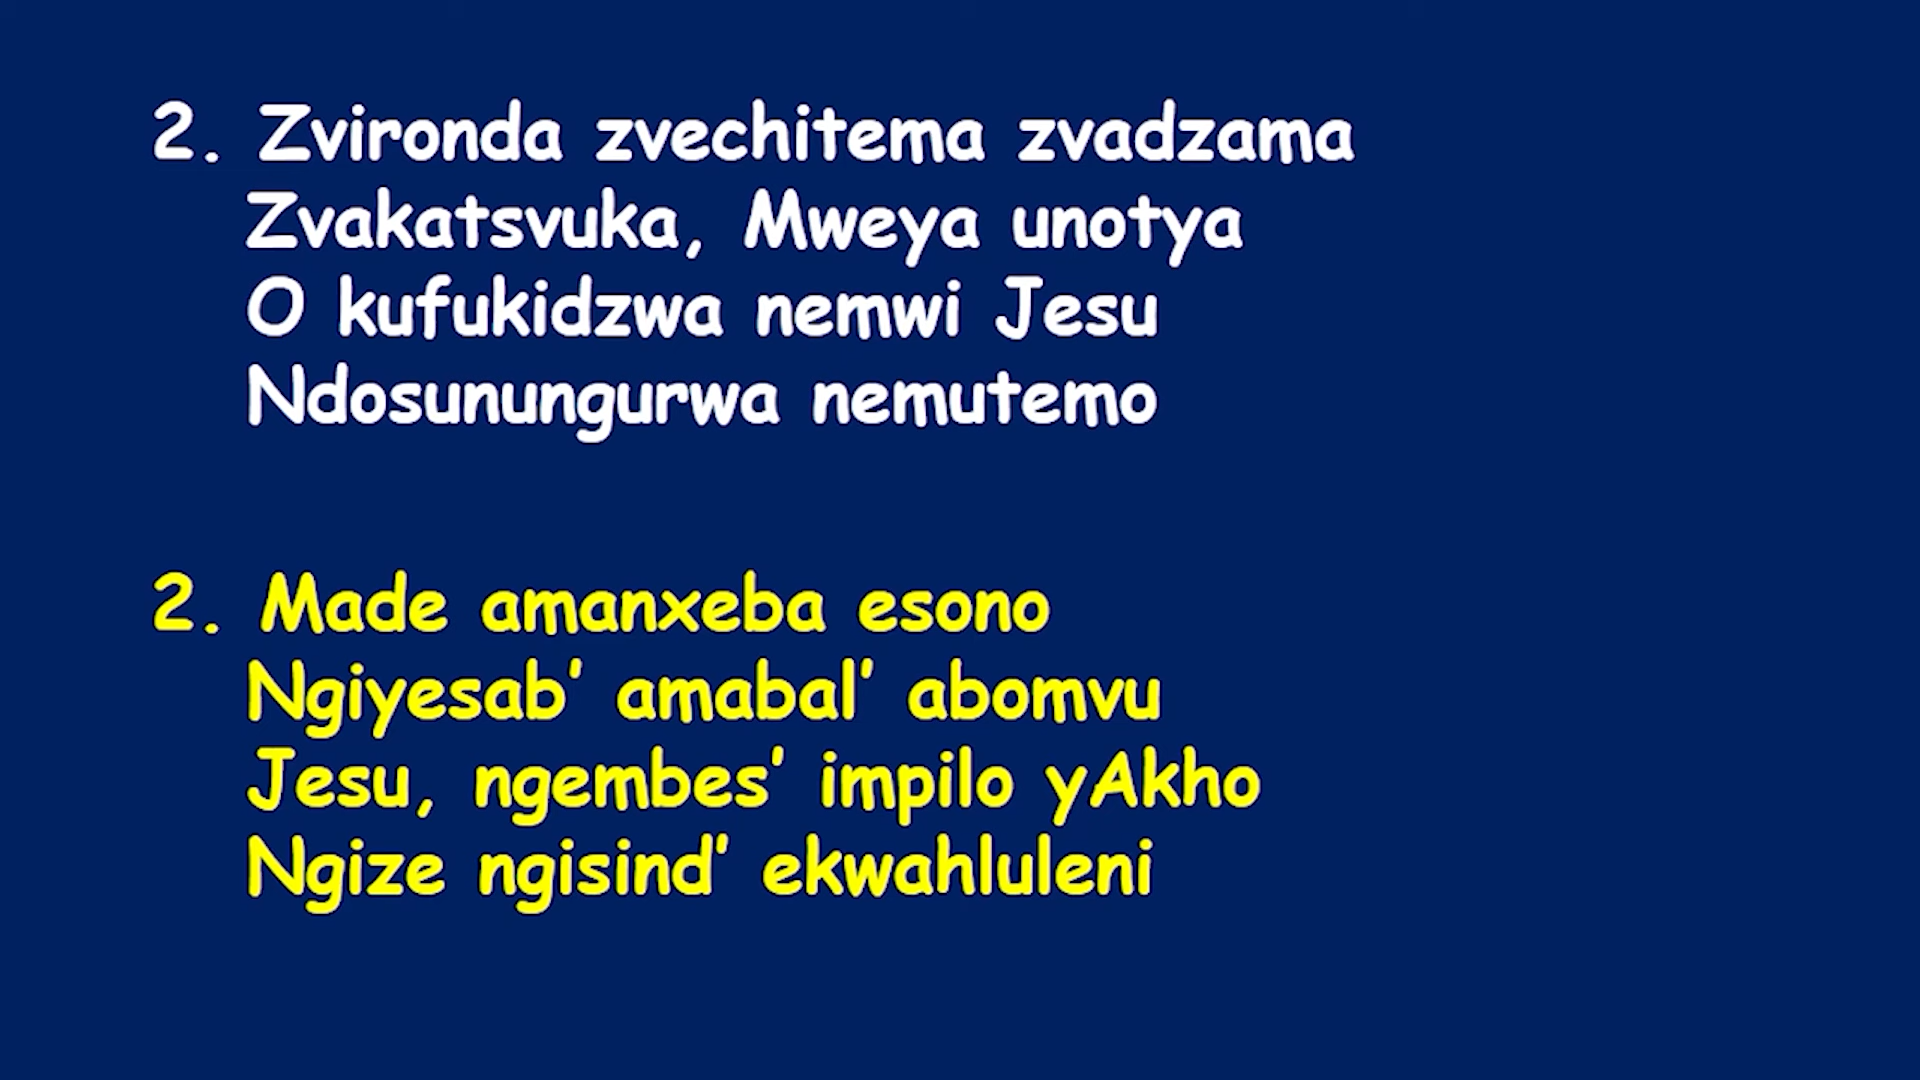 2. Zvironda zvechitema zvadzama
Zvakatsvuka, Mweya unotya
O kufukidzwa nemwi Jesu
Ndosunungurwa nemutemo
2. Made amanxeba esono
Ngiyesab’ amabal’ abomvu
Jesu, ngembes’ impilo yAkho
Ngize ngisind’ ekwahluleni